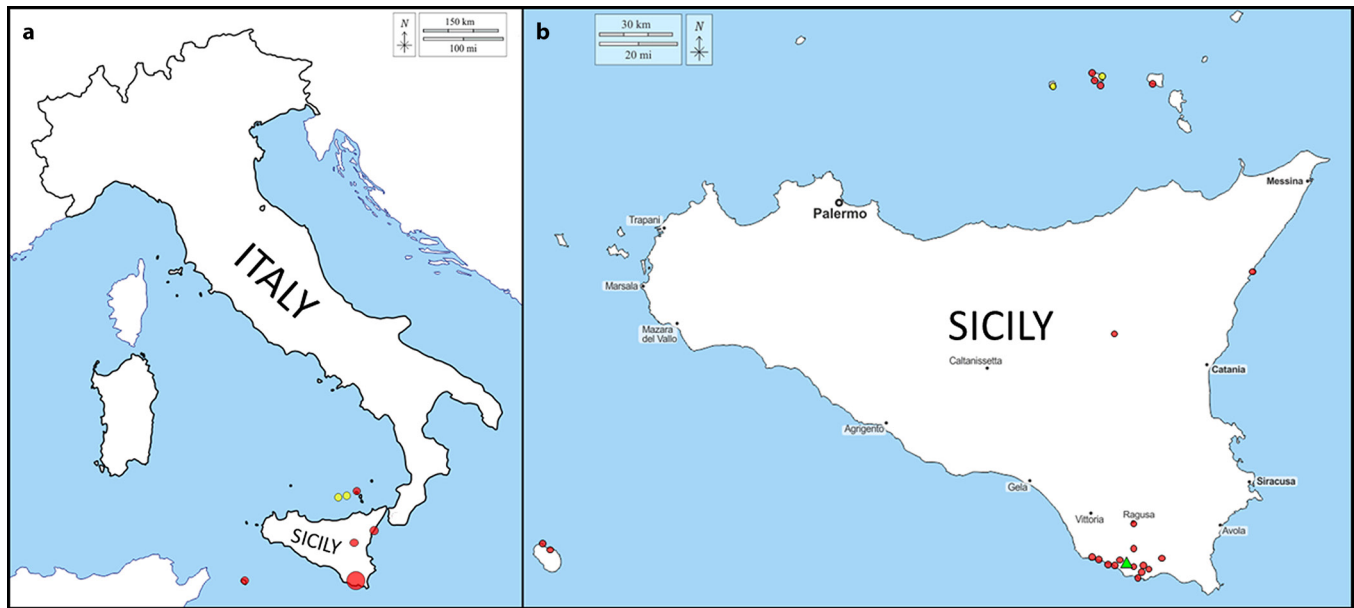 a
N
150 km
100 mi
ITALY
SICILY
b
30 km
20 mi
N
Messina
Palermo
Trapani
Marsala
Mazara
del Vallo
SICILY
Caltanissetta
Catania
Agrigento
Gela
Siracusa
Vittoria
Ragusa
Avola